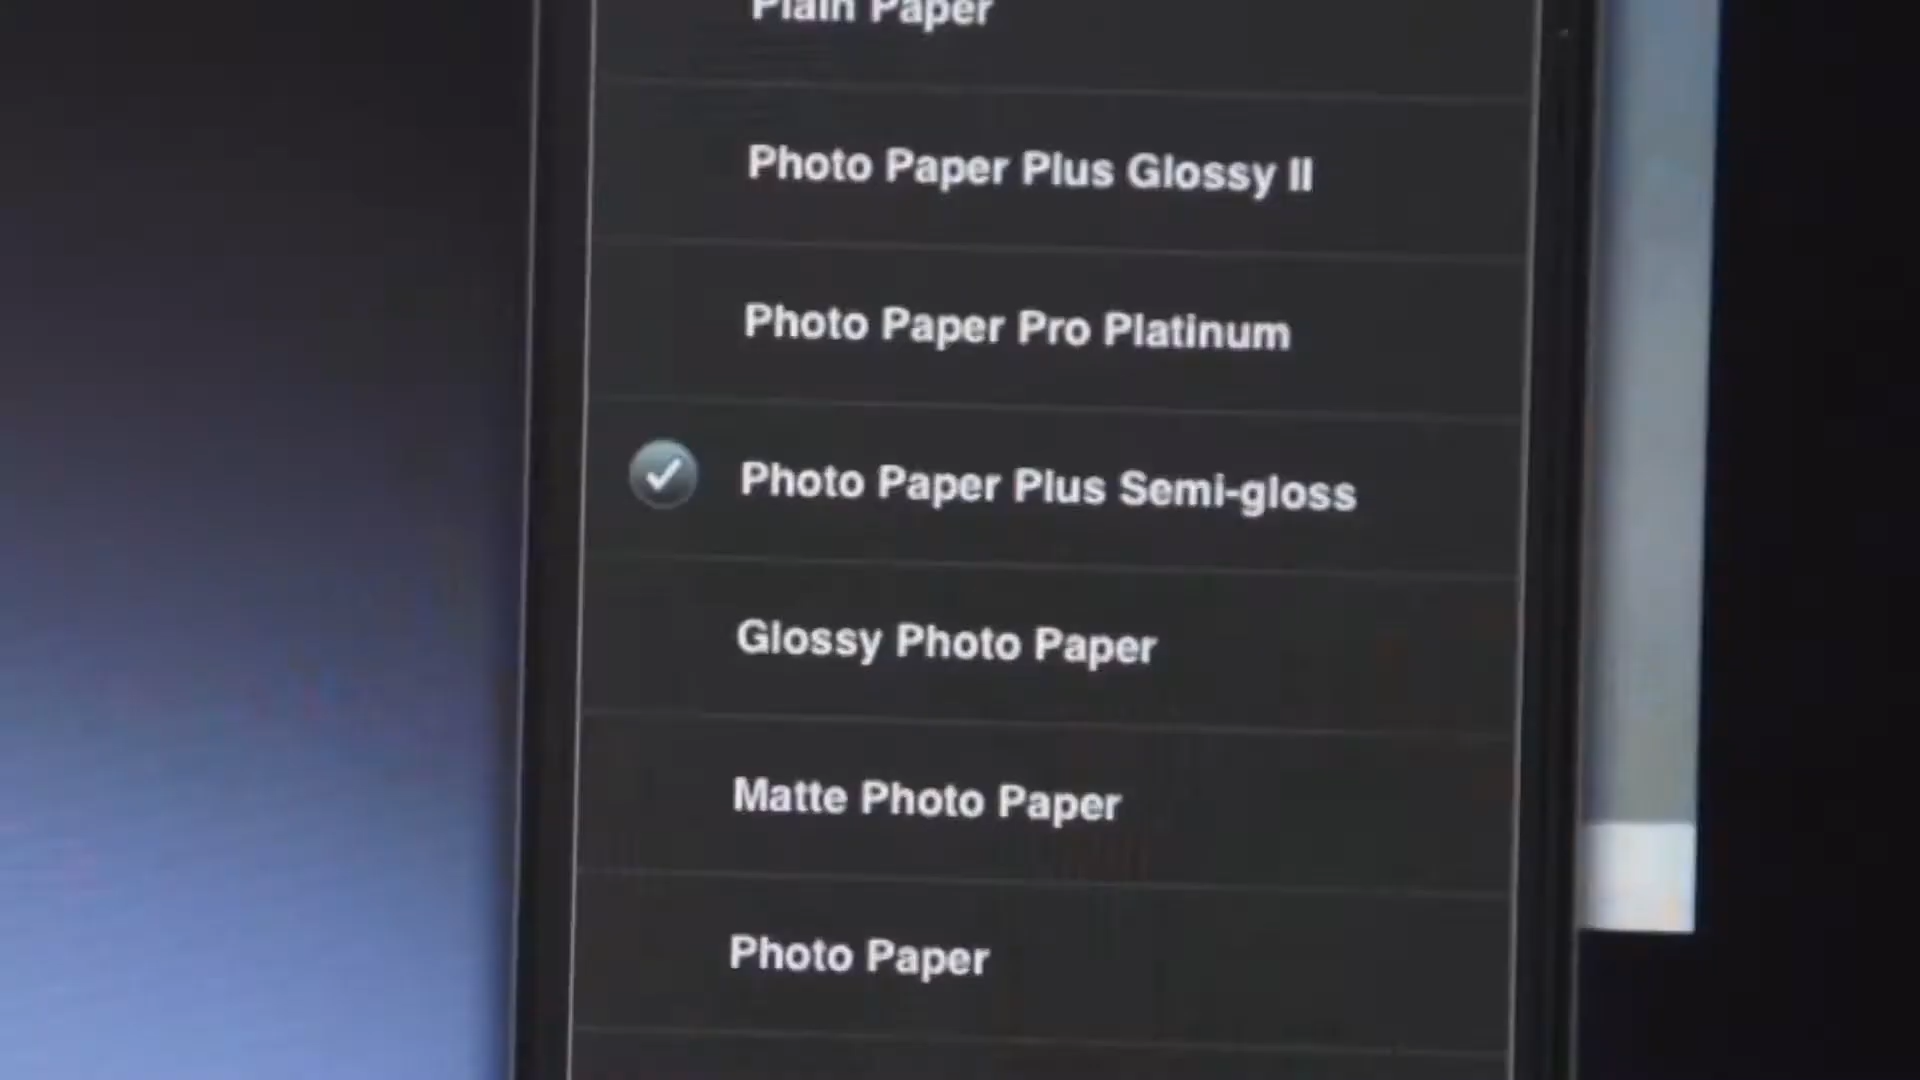 Plain Paper
Photo Paper Plus Glossy II
Photo Paper Pro Platinum
Photo Paper Plus Semi-gloss
Glossy Photo Paper
Matte Photo Paper
Photo Paper